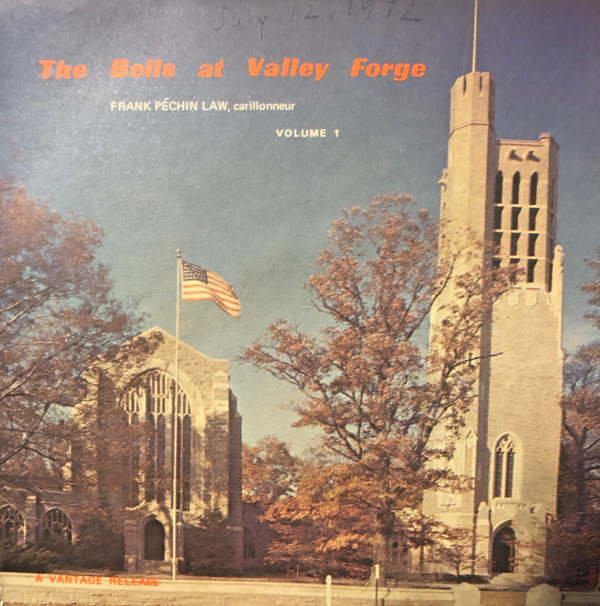 July 12, 1972
The Bells at Valley Forge
FRANK PÉCHIN LAW, carillonneur
VOLUME 1
A VANTAGE RELEASE